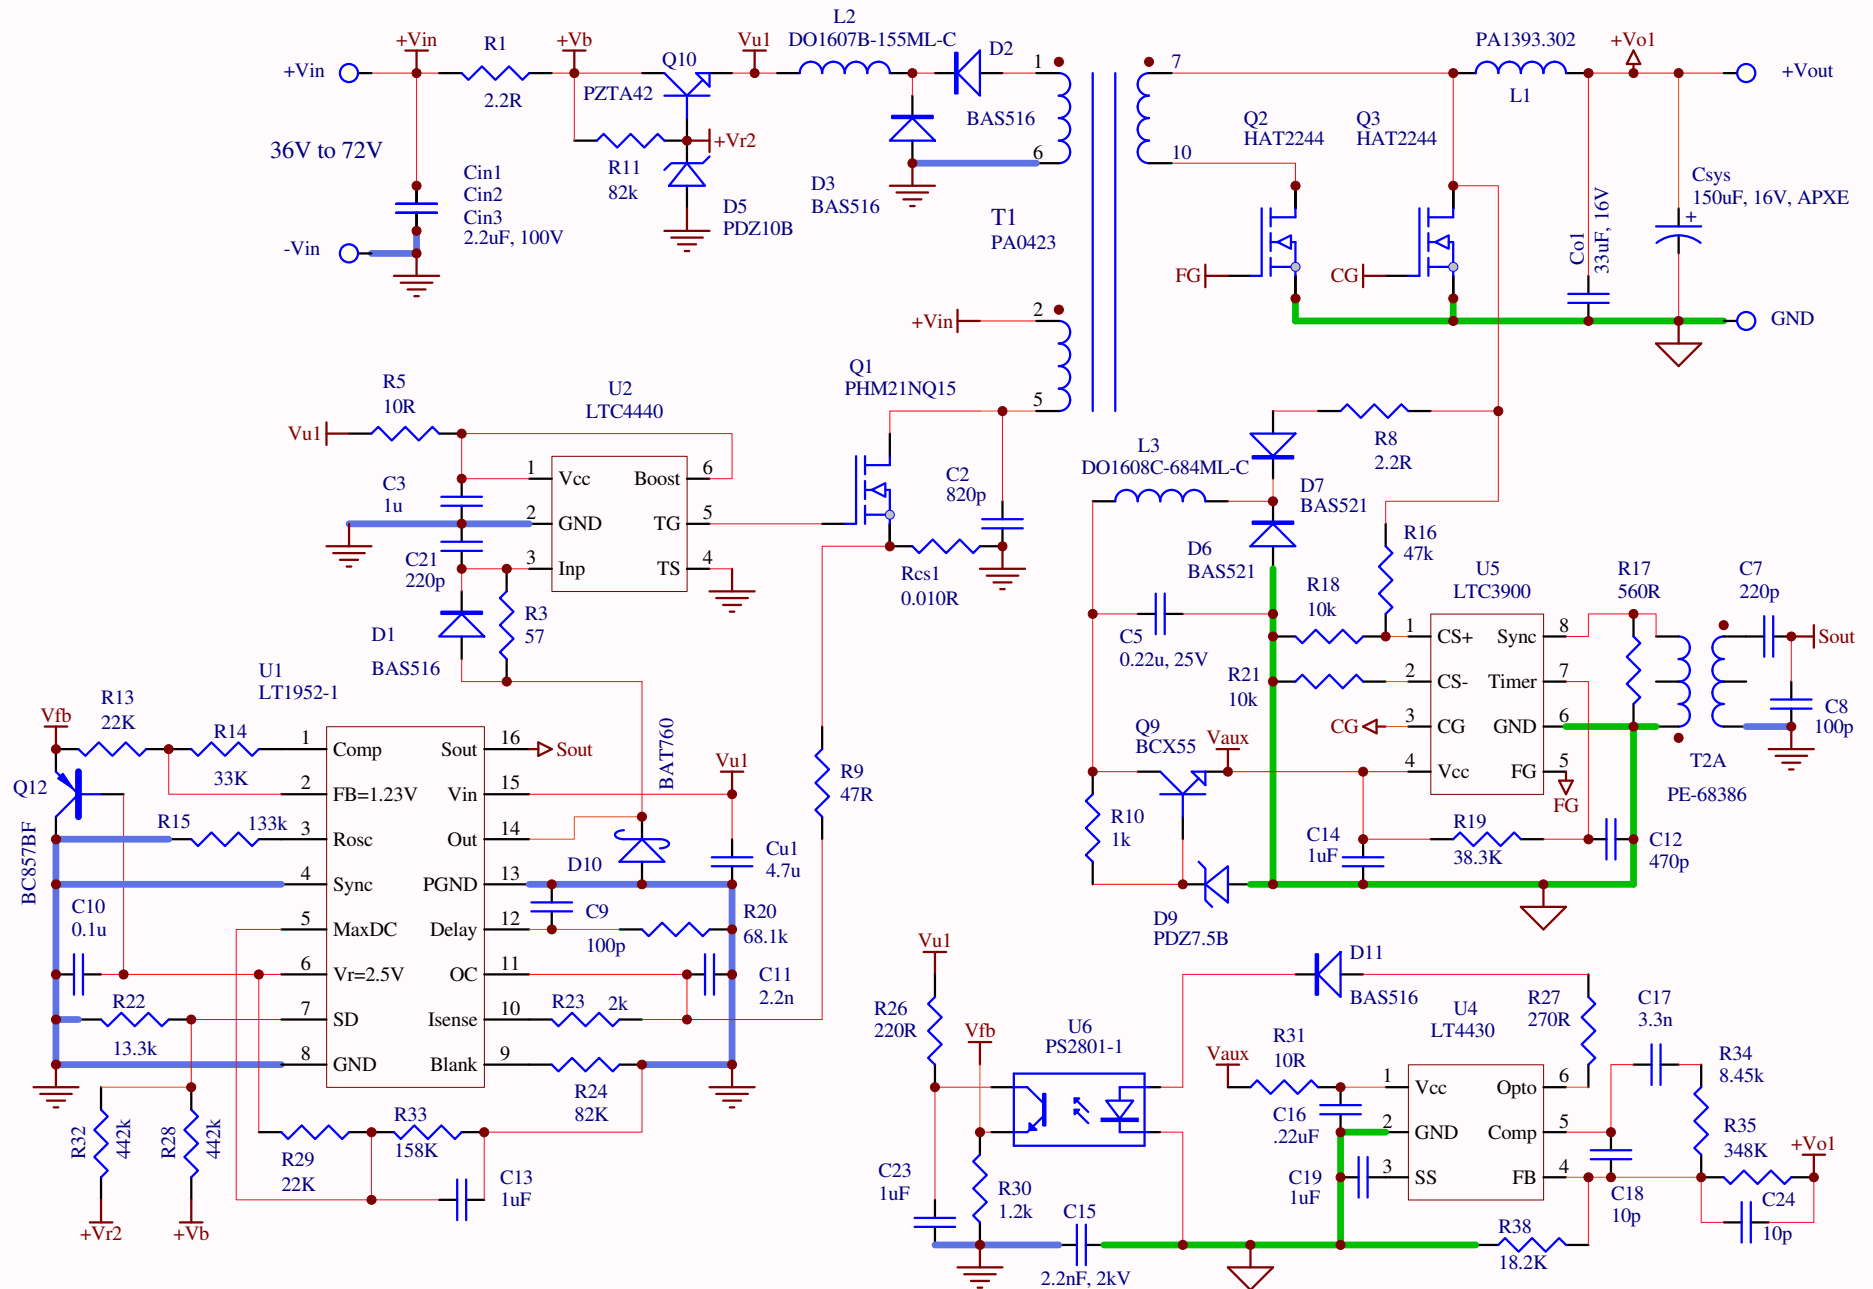 L2
DO1607B-155ML-C
+Vin
R1
+Vb
Q10
Vu1
D2
1
7
PA1393.302
+Vo1
+Vin
2.2R
PZTA42
BAS516
L1
+Vout
36V to 72V
R11
82k
+Vr2
6
10
Q2
HAT2244
Q3
HAT2244
Cin1
Cin2
Cin3
2.2uF, 100V
D5
PDZ10B
D3
BAS516
T1
PA0423
Co1
33uF, 16V
Csys
150uF, 16V, APXE
+
-Vin
FG
CG
+Vin
2
GND
R5
10R
U2
LTC4440
Q1
PHM21NQ15
5
Vu1
R8
2.2R
1
Vcc
Boost
6
C3
1u
2
GND
TG
5
C2
820p
L3
DO1608C-684ML-C
D7
BAS521
C21
220p
3
Inp
TS
4
Rcs1
0.010R
D6
BAS521
R16
47k
R3
57
D1
BAS516
C5
0.22u, 25V
R18
10k
R21
10k
U5
LTC3900
R17
560R
C7
220p
1
CS+
Sync
8
Sout
2
CS-
Timer
7
CG
3
CG
GND
6
C8
100p
4
Vcc
FG
5
FG
T2A
PE-68386
U1
LT1952-1
R13
22K
Vfb
R14
33K
1
Comp
Sout
16
Sout
BAT760
Vu1
R9
47R
Q9
BCX55
Vaux
Q12
BC857BF
2
FB=1.23V
Vin
15
R15
133k
3
Rosc
Out
14
D10
Cu1
4.7u
R10
1k
C14
1uF
R19
38.3K
C12
470p
4
Sync
PGND
13
C10
0.1u
5
MaxDC
Delay
12
C9
100p
R20
68.1k
D9
PDZ7.5B
6
Vr=2.5V
OC
11
C11
2.2n
R22
13.3k
7
SD
Isense
10
R23
2k
8
GND
Blank
9
R24
82K
R32
442k
R28
442k
R33
158K
R29
22K
C13
1uF
+Vr2
+Vb
Vu1
R26
220R
Vfb
U6
PS2801-1
D11
BAS516
R27
270R
C17
3.3n
U4
LT4430
R31
10R
Vaux
R34
8.45k
1
Vcc
Opto
6
C16
.22uF
2
GND
Comp
5
R35
348K
+Vo1
C19
1uF
3
SS
FB
4
C18
10p
C24
10p
C23
1uF
R30
1.2k
C15
2.2nF, 2kV
R38
18.2K